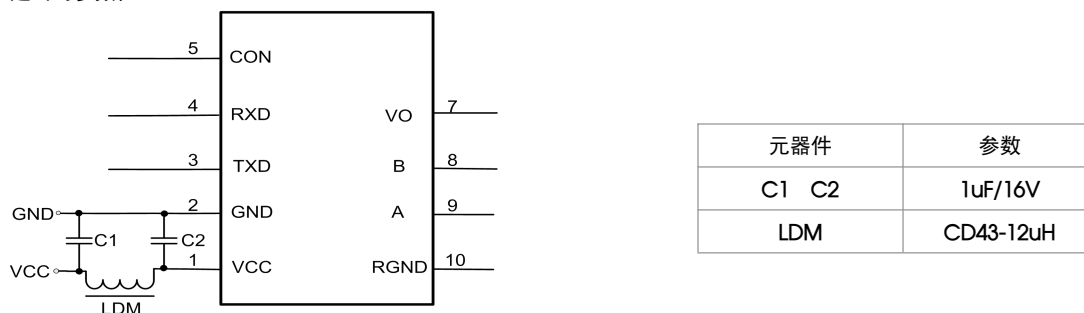 5
CON
4
RXD
VO
7
3
TXD
B
8
GND
2
GND
A
9
C1
C2
VCC
1
VCC
RGND
10
LDM
元器件 参数
C1 C2 1uF/16V
LDM CD43-12uH